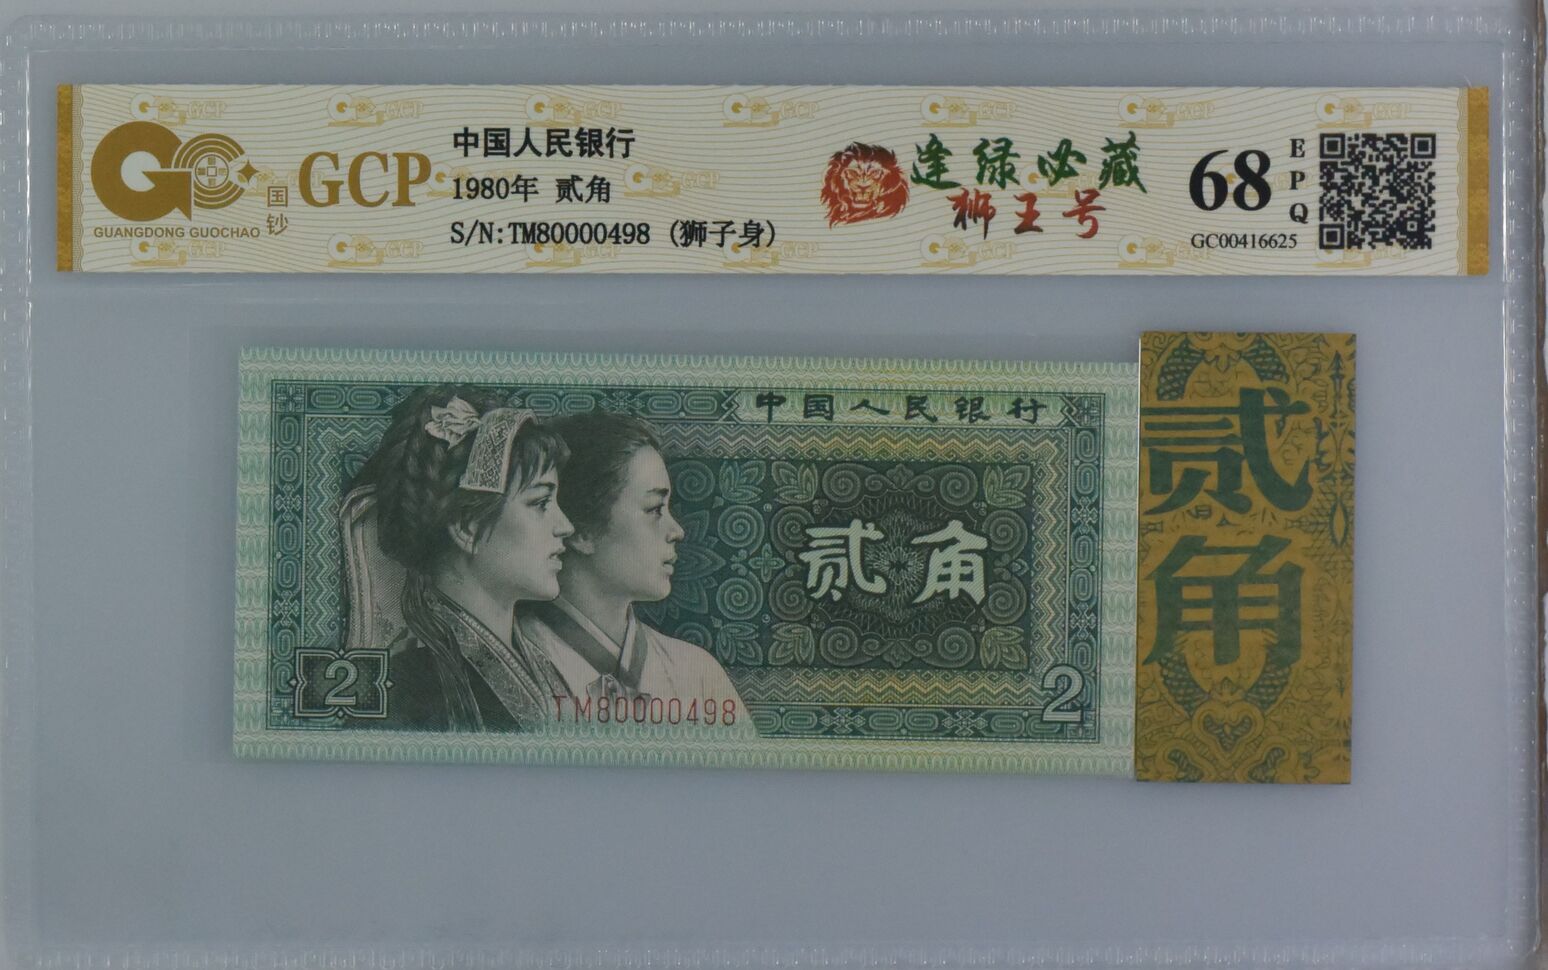 GCP
国钞
GUANGDONG GUOCHAO
中国人民银行
1980年 贰角
S/N:TM80000498 (狮子身)
逢绿必藏
狮王号
68
EPQ
GC00416625
中国人民银行
贰角
2
2
TM80000498
贰角